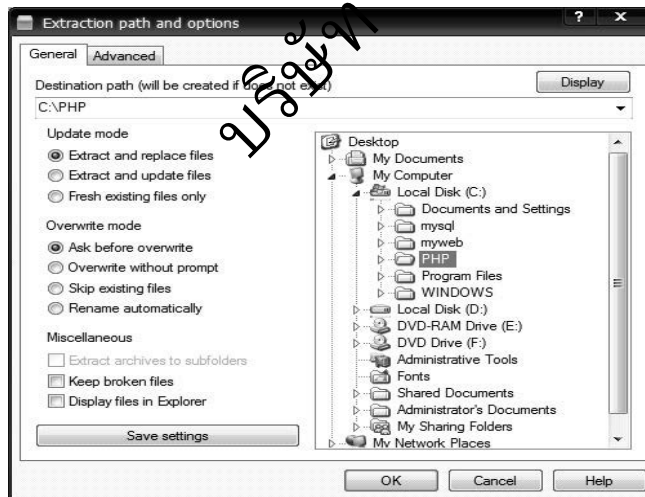 Extraction path and options
? x
General Advanced
Destination path (will be created if does not exist)
Display
C:\PHP
Update mode
Extract and replace files
Extract and update files
Fresh existing files only
Overwrite mode
Ask before overwrite
Overwrite without prompt
Skip existing files
Rename automatically
Miscellaneous
Extract archives to subfolders
Keep broken files
Display files in Explorer
Save settings
Desktop
My Documents
My Computer
Local Disk (C:)
Documents and Settings
mysql
myweb
PHP
Program Files
WINDOWS
Local Disk (D:)
DVD-RAM Drive (E:)
DVD Drive (F:)
Administrative Tools
Fonts
Shared Documents
Administrator's Documents
My Sharing Folders
My Network Places
OK Cancel Help
บริษัท